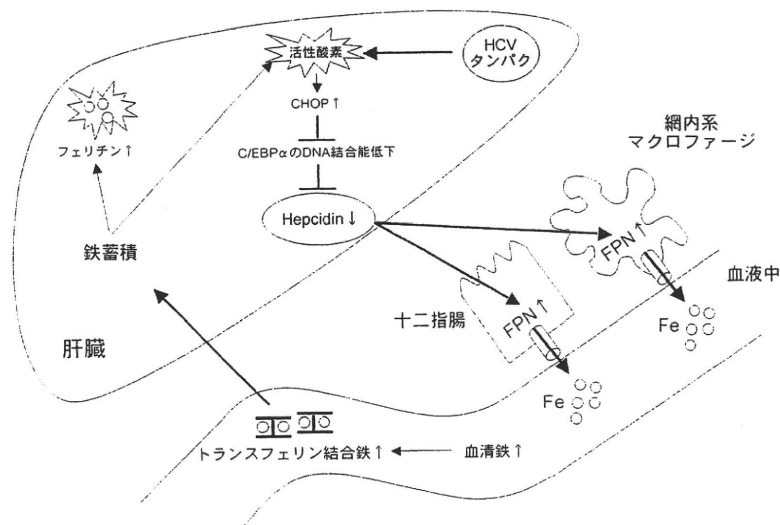 活性酸素
HCV
タンパク
CHOP↑
C/EBPαのDNA結合能低下
Hepcidin↓
フェリチン↑
鉄蓄積
肝臓
網内系
マクロファージ
FPN↑
血液中
Fe
十二指腸
FPN↑
Fe
トランスフェリン結合鉄↑
血清鉄↑